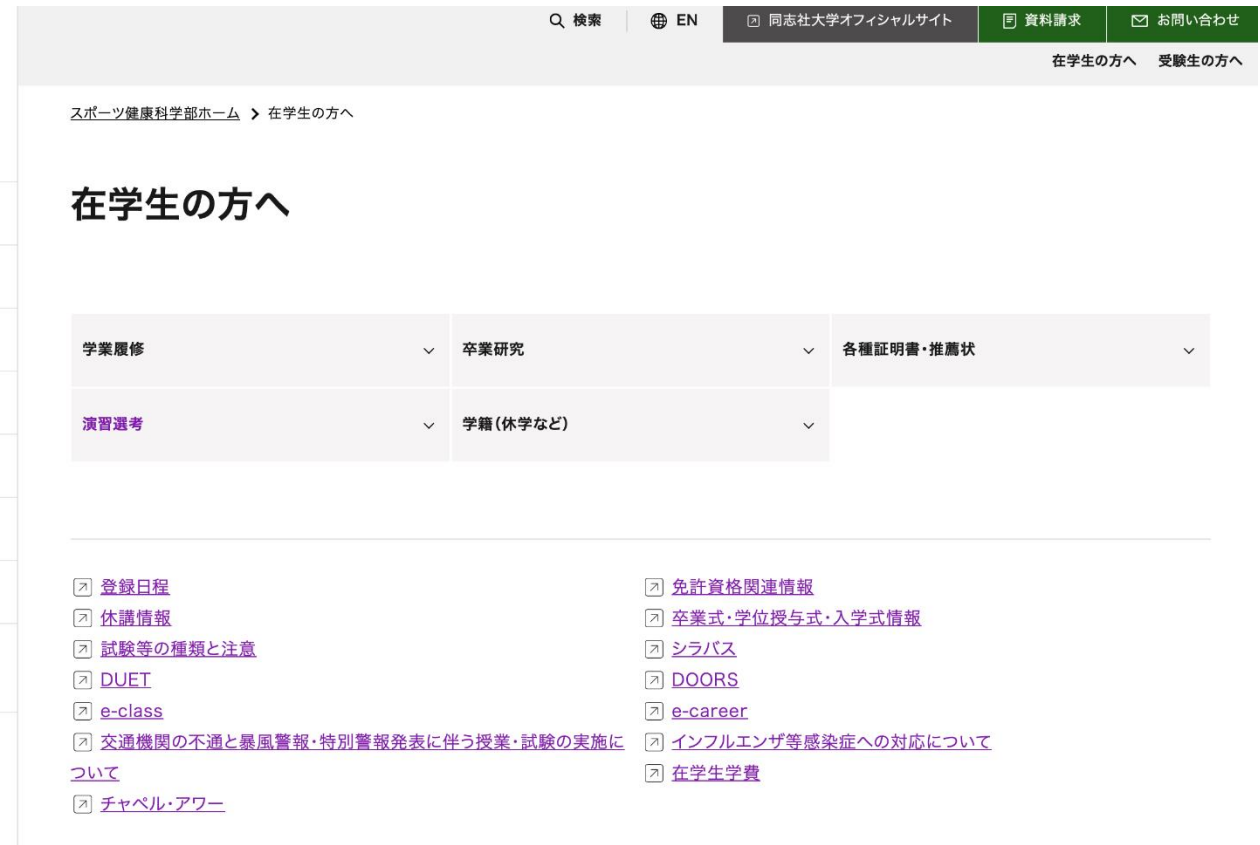 検索
EN
同志社大学オフィシャルサイト
資料請求
お問い合わせ
在学生の方へ
受験生の方へ
スポーツ健康科学部ホーム
在学生の方へ
在学生の方へ
学業履修
卒業研究
各種証明書・推薦状
演習選考
学籍(休学など)
登録日程
休講情報
試験等の種類と注意
DUET
e-class
交通機関の不通と暴風警報・特別警報発表に伴う授業・試験の実施に
ついて
チャペル・アワー
免許資格関連情報
卒業式・学位授与式・入学式情報
シラバス
DOORS
e-career
インフルエンザ等感染症への対応について
在学生学費